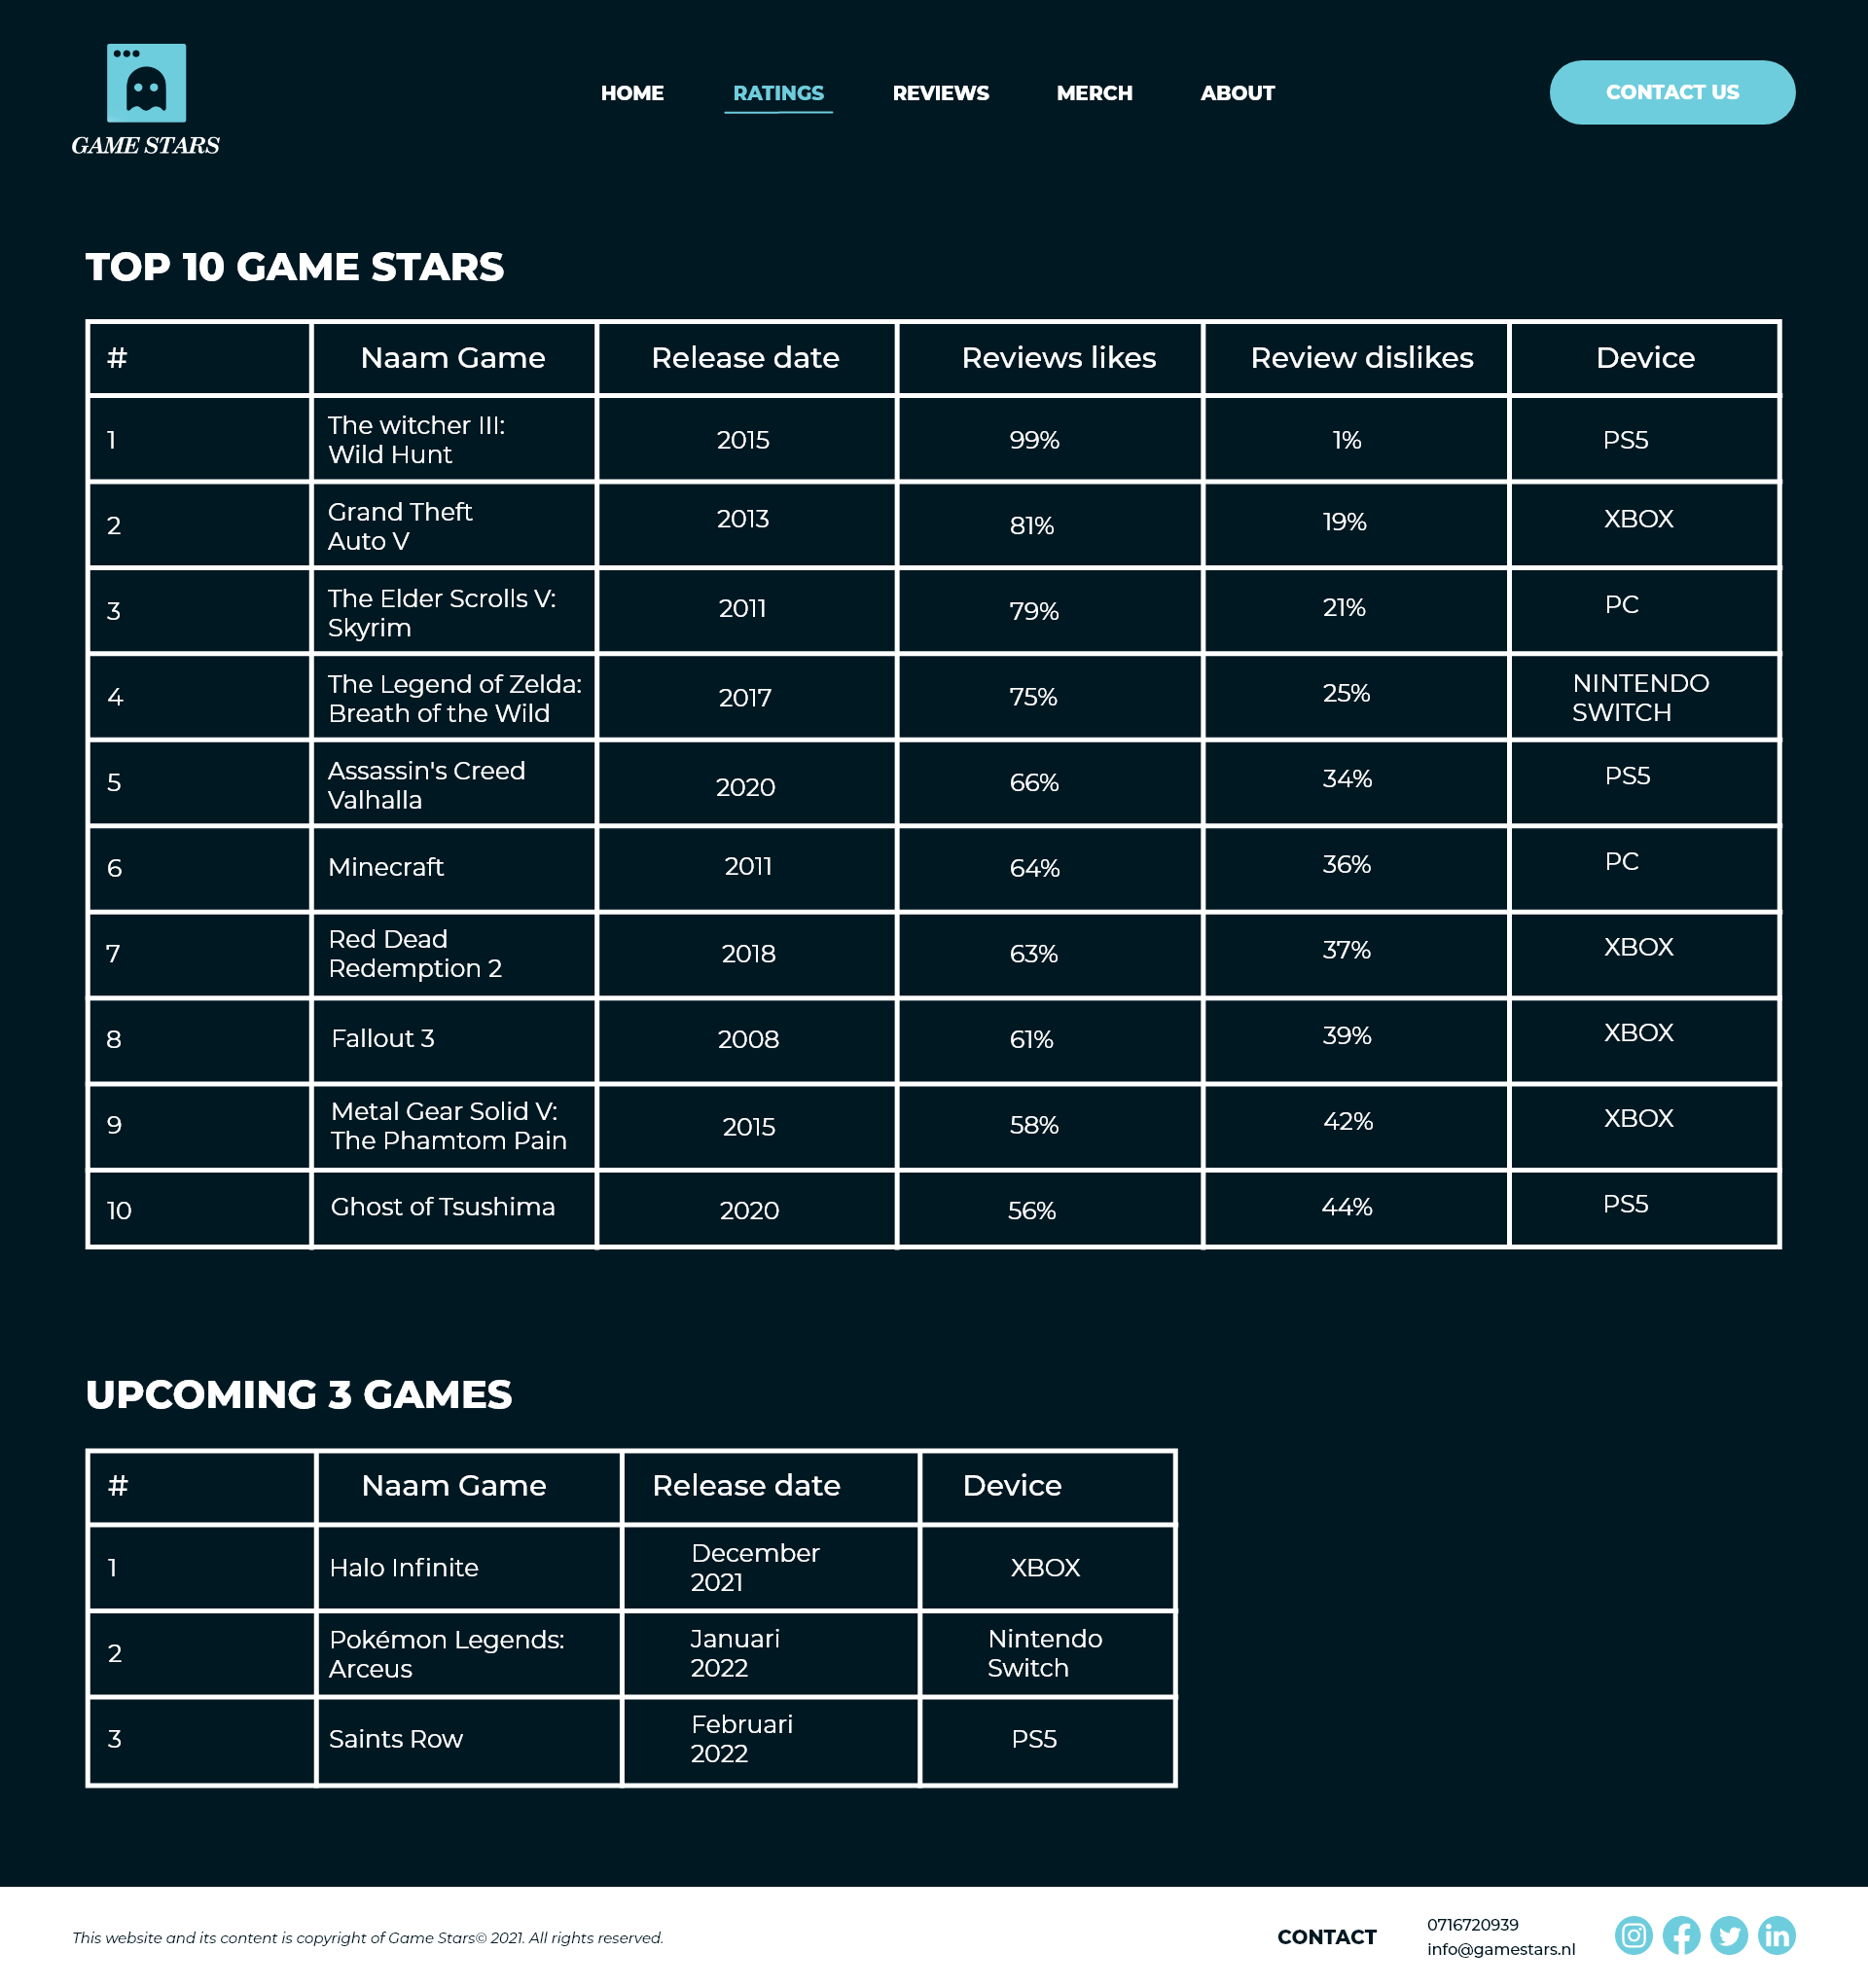 GAME STARS
HOME RATINGS REVIEWS MERCH ABOUT CONTACT US
TOP 10 GAME STARS
# Naam Game Release date Reviews likes Review dislikes Device
1 The witcher III: 2015 99% 1% PS5
Wild Hunt
2 Grand Theft 2013 81% 19% XBOX
Auto V
3 The Elder Scrolls V: 2011 79% 21% PC
Skyrim
4 The Legend of Zelda: 2017 75% 25% NINTENDO
Breath of the Wild SWITCH
5 Assassin's Creed 2020 66% 34% PS5
Valhalla
6 Minecraft 2011 64% 36% PC
7 Red Dead 2018 63% 37% XBOX
Redemption 2
8 Fallout 3 2008 61% 39% XBOX
9 Metal Gear Solid V: 2015 58% 42% XBOX
The Phamtom Pain
10 Ghost of Tsushima 2020 56% 44% PS5
UPCOMING 3 GAMES
# Naam Game Release date Device
1 Halo Infinite December XBOX
2021
2 Pokémon Legends: Januari Nintendo
Arceus 2022 Switch
3 Saints Row Februari PS5
2022
This website and its content is copyright of Game Stars© 2021. All rights reserved.
CONTACT
0716720939
info@gamestars.nl